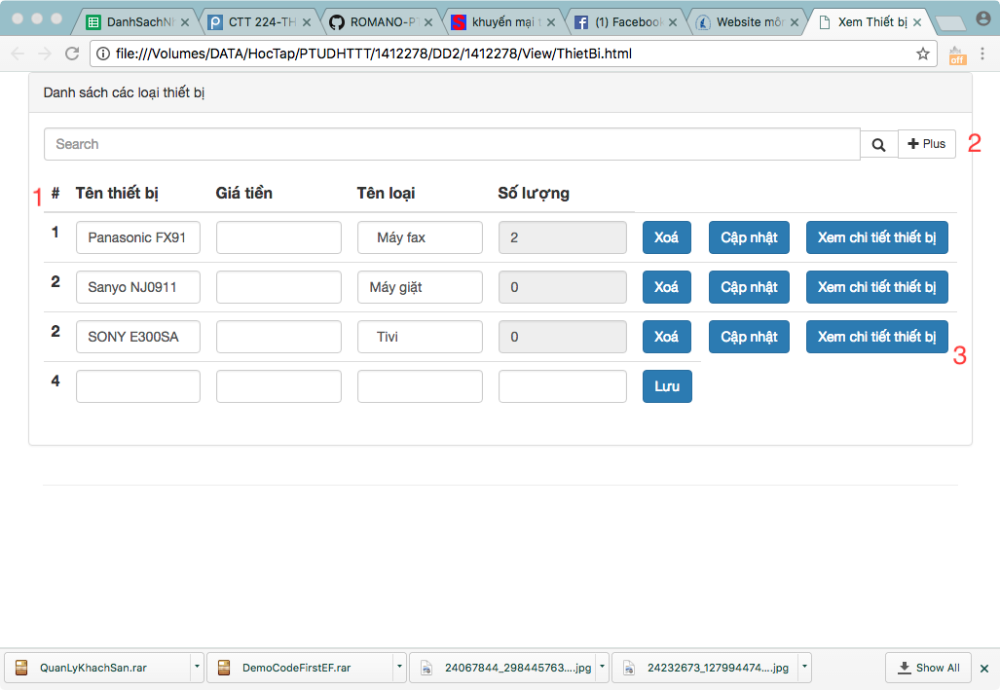 DanhSachNh
CTT 224-TH
ROMANO-PT
khuyến mại t
(1) Facebook
Website môn
Xem Thiết bị
file:///Volumes/DATA/HocTap/PTUDHTTT/1412278/DD2/1412278/View/ThietBi.html
off
Danh sách các loại thiết bị
Search
Plus
2
1
# Tên thiết bị Giá tiền Tên loại Số lượng
1 Panasonic FX91 Máy fax 2 Xoá Cập nhật Xem chi tiết thiết bị
2 Sanyo NJ0911 Máy giặt 0 Xoá Cập nhật Xem chi tiết thiết bị
2 SONY E300SA Tivi 0 Xoá Cập nhật Xem chi tiết thiết bị
3
4 Lưu
QuanLyKhachSan.rar
DemoCodeFirstEF.rar
24067844_298445763....jpg
24232673_127994474....jpg
Show All